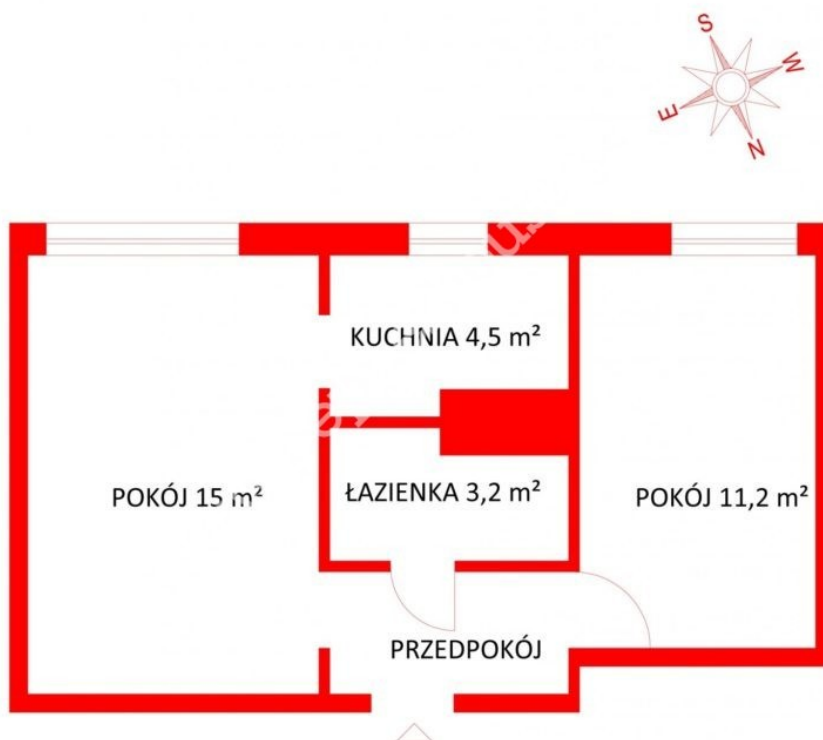 S
W
E
N
KUCHNIA 4,5 m²
POKÓJ 15 m²
ŁAZIENKA 3,2 m²
POKÓJ 11,2 m²
PRZEDPOKÓJ